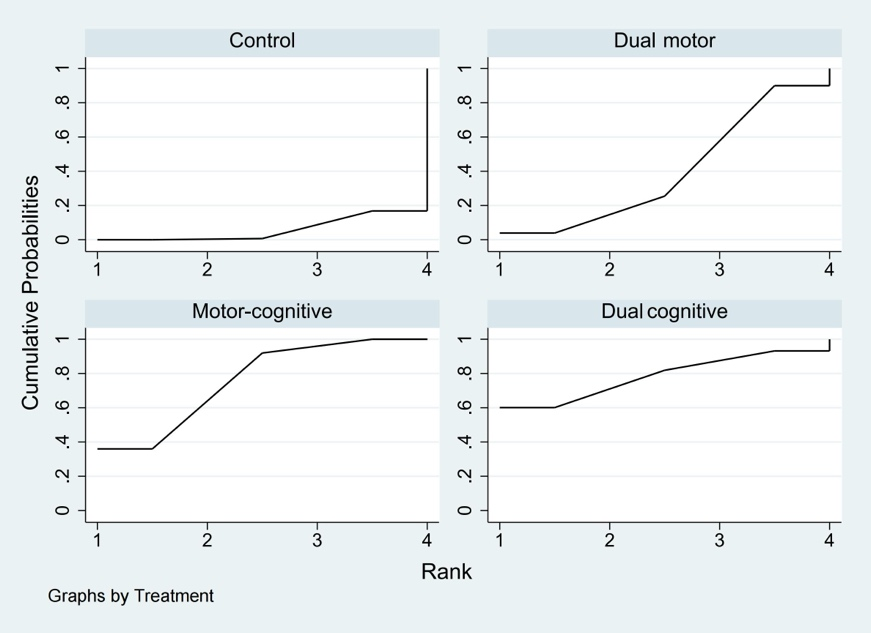 Control
Dual motor
Cumulative Probabilities
1
.8
.6
.4
.2
0
1 2 3 4
1
.8
.6
.4
.2
0
1 2 3 4
Motor-cognitive
Dual cognitive
1
.8
.6
.4
.2
0
1 2 3 4
1
.8
.6
.4
.2
0
1 2 3 4
Rank
Graphs by Treatment